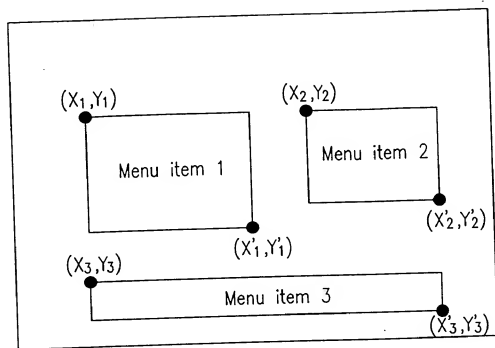 (X₁,Y₁)
(X₂,Y₂)
Menu item 1
Menu item 2
(X'₂,Y'₂)
(X'₁,Y'₁)
(X₃,Y₃)
Menu item 3
(X'₃,Y'₃)